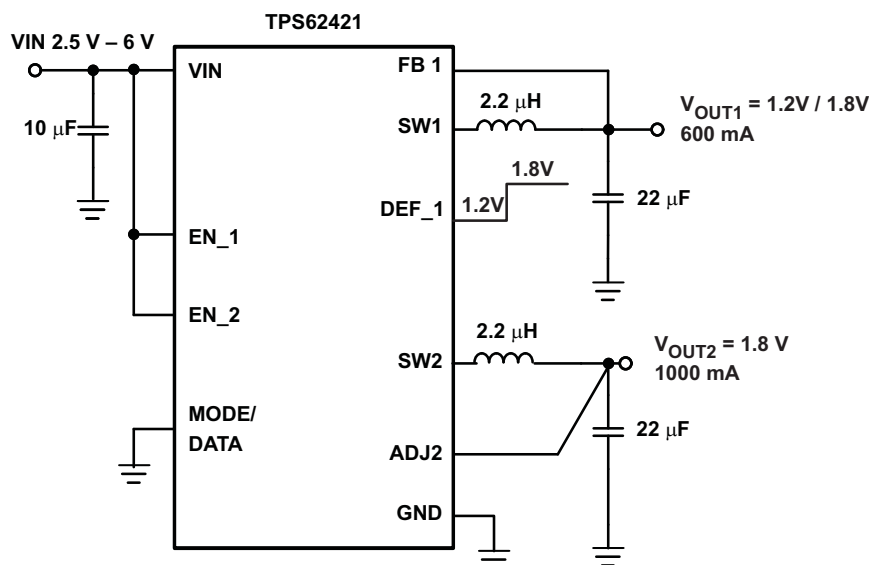 TPS62421
VIN 2.5 V – 6 V
VIN
FB 1
10 μF
2.2 μH
SW1
V_OUT1 = 1.2V / 1.8V
600 mA
1.8V
1.2V
DEF_1
22 μF
EN_1
EN_2
2.2 μH
SW2
V_OUT2 = 1.8 V
1000 mA
MODE/
DATA
22 μF
ADJ2
GND